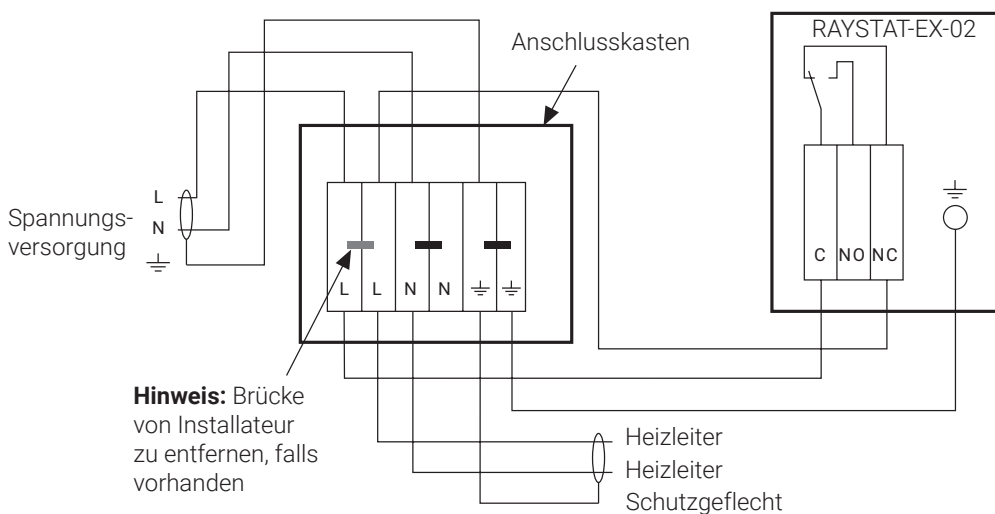 RAYSTAT-EX-02
Anschlusskasten
L
N
Spannungs-
versorgung
C NO NC
L L N N
Hinweis: Brücke
von Installateur
zu entfernen, falls
vorhanden
Heizleiter
Heizleiter
Schutzgeflecht